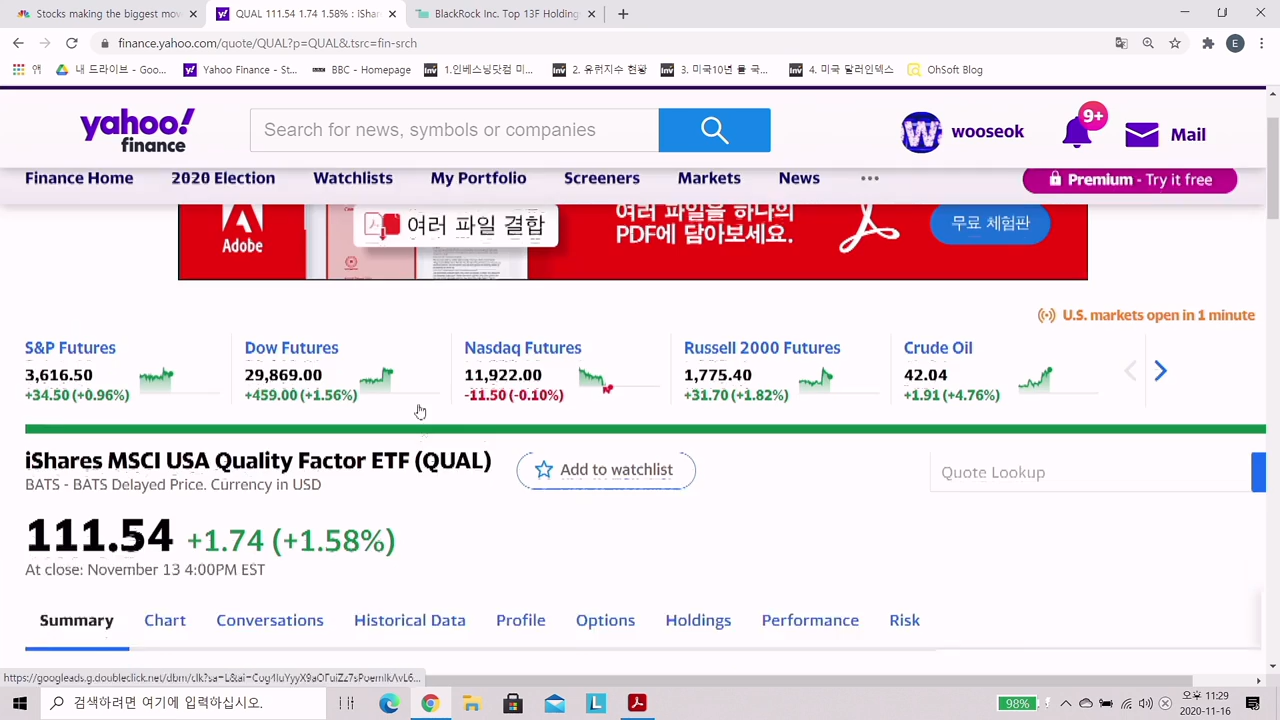 Stocks making the biggest mov
QUAL 111.54 1.74 1.58% : iShar
BlackRock Inc. Top 13F Holding
finance.yahoo.com/quote/QUAL?p=QUAL&.tsrc=fin-srch
E
앱
내 드라이브 - Goo...
Yahoo Finance - St...
BBC - Homepage
1.인베스닝닷컴 미...
2. 유럽지수 현황
3. 미국10년 물 국...
4. 미국 달러인덱스
OhSoft Blog
yahoo!
finance
Search for news, symbols or companies
W
wooseok
9+
Mail
Finance Home
2020 Election
Watchlists
My Portfolio
Screeners
Markets
News
Premium - Try it free
Adobe
여러 파일 결합
여러 파일을 하나의
PDF에 담아보세요.
무료 체험판
U.S. markets open in 1 minute
S&P Futures
3,616.50
+34.50 (+0.96%)
Dow Futures
29,869.00
+459.00 (+1.56%)
Nasdaq Futures
11,922.00
-11.50 (-0.10%)
Russell 2000 Futures
1,775.40
+31.70 (+1.82%)
Crude Oil
42.04
+1.91 (+4.76%)
iShares MSCI USA Quality Factor ETF (QUAL)
Add to watchlist
Quote Lookup
BATS - BATS Delayed Price. Currency in USD
111.54 +1.74 (+1.58%)
At close: November 13 4:00PM EST
Summary
Chart
Conversations
Historical Data
Profile
Options
Holdings
Performance
Risk
검색하려면 여기에 입력하십시오.
L
98%
오후 11:29
2020-11-16